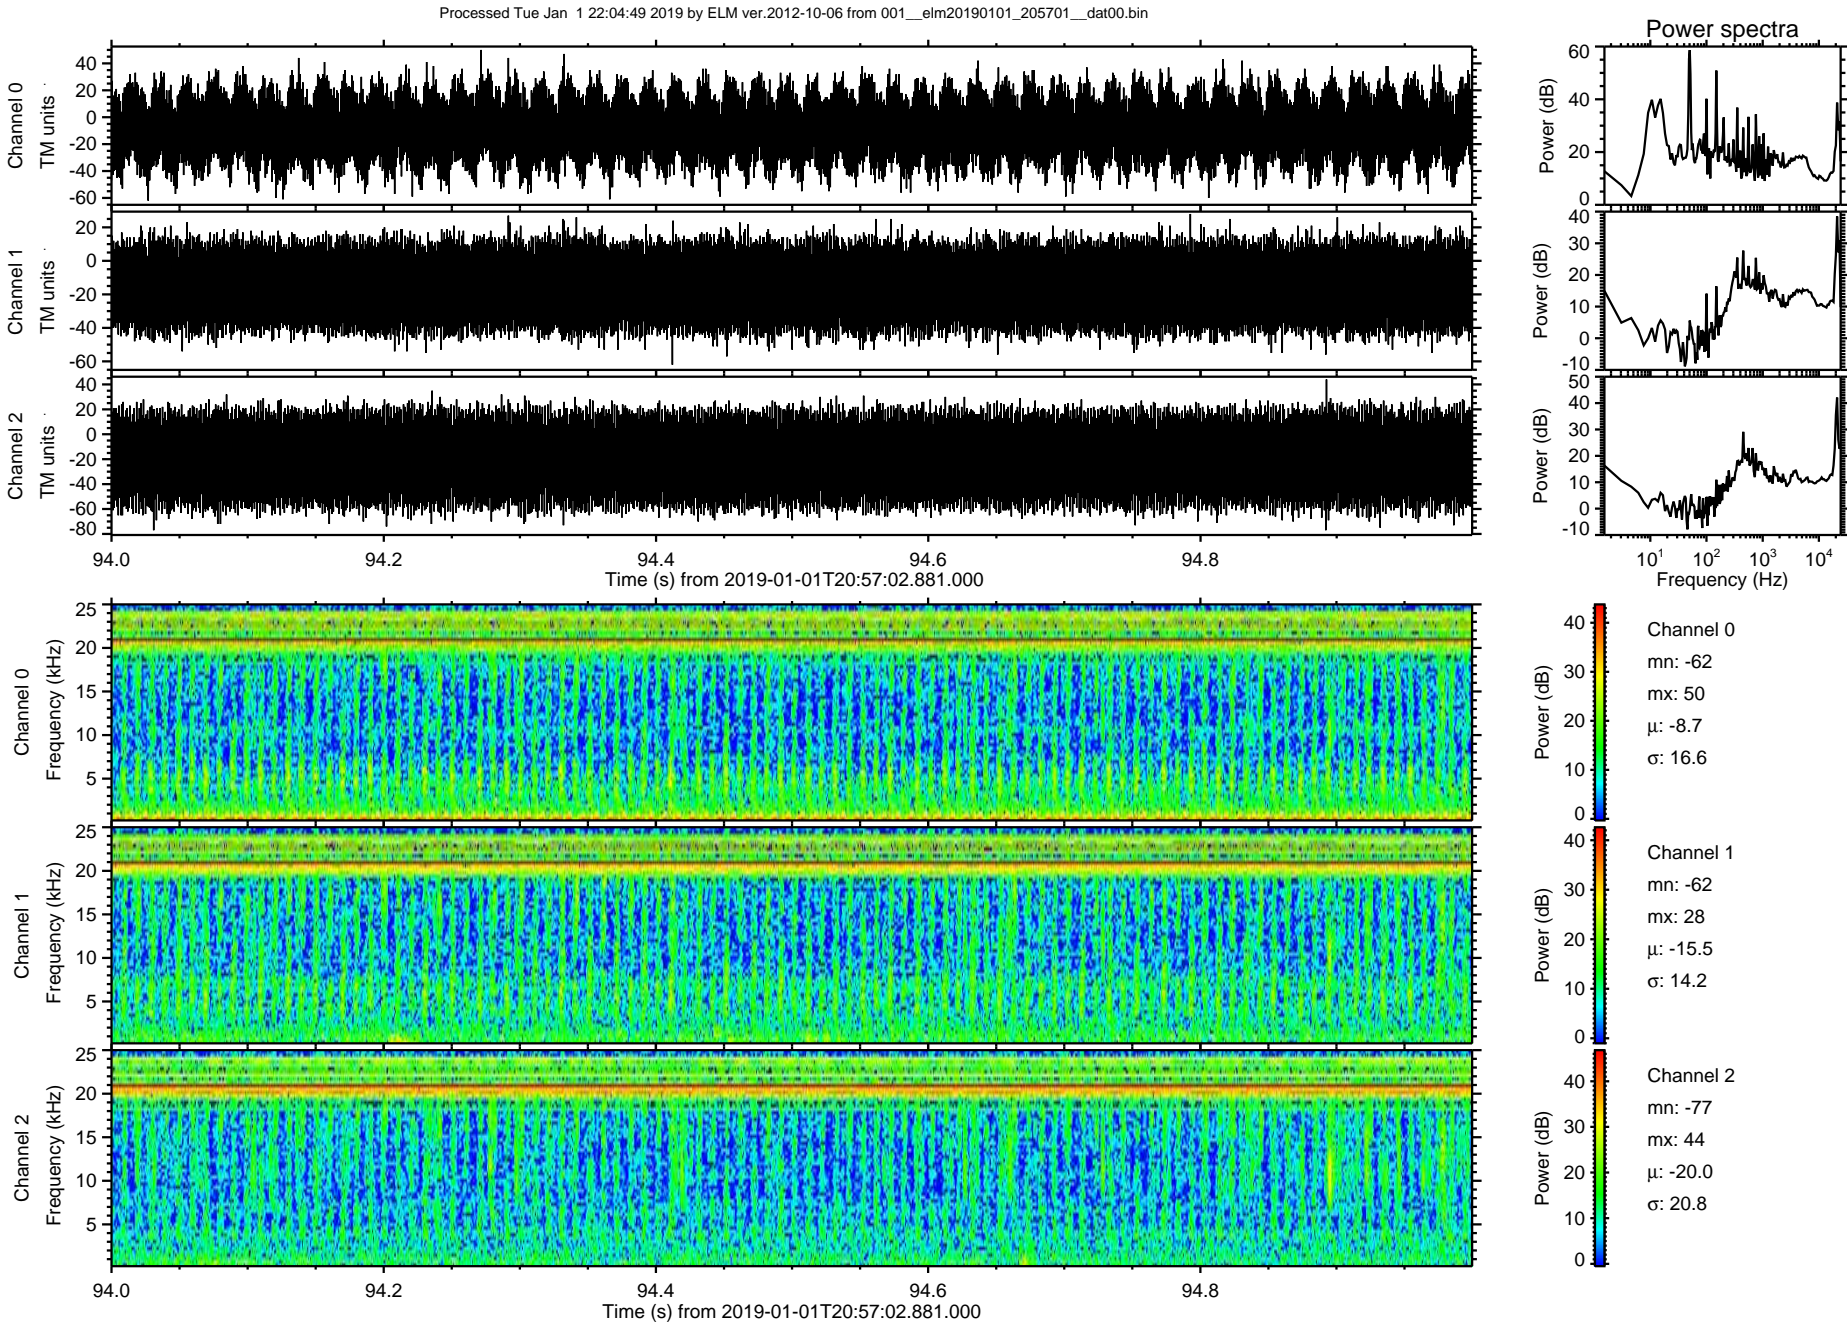 Processed Tue Jan  1 22:04:49 2019 by ELM ver.2012-10-06 from 001__elm20190101_205701__dat00.bin
Power spectra
Channel 0
TM units
40
20
0
-20
-40
-60
Power (dB)
60
40
20
0
Channel 1
TM units
20
0
-20
-40
-60
Power (dB)
40
30
20
10
0
-10
Channel 2
TM units
40
20
0
-20
-40
-60
-80
Power (dB)
50
40
30
20
10
0
-10
94.0 94.2 94.4 94.6 94.8
Time (s) from 2019-01-01T20:57:02.881.000
10^1 10^2 10^3 10^4
Frequency (Hz)
Channel 0
Frequency (kHz)
25
20
15
10
5
Power (dB)
40
30
20
10
0
Channel 0
mn: -62
mx: 50
μ: -8.7
σ: 16.6
Channel 1
Frequency (kHz)
25
20
15
10
5
Power (dB)
40
30
20
10
0
Channel 1
mn: -62
mx: 28
μ: -15.5
σ: 14.2
Channel 2
Frequency (kHz)
25
20
15
10
5
Power (dB)
40
30
20
10
0
Channel 2
mn: -77
mx: 44
μ: -20.0
σ: 20.8
94.0 94.2 94.4 94.6 94.8
Time (s) from 2019-01-01T20:57:02.881.000